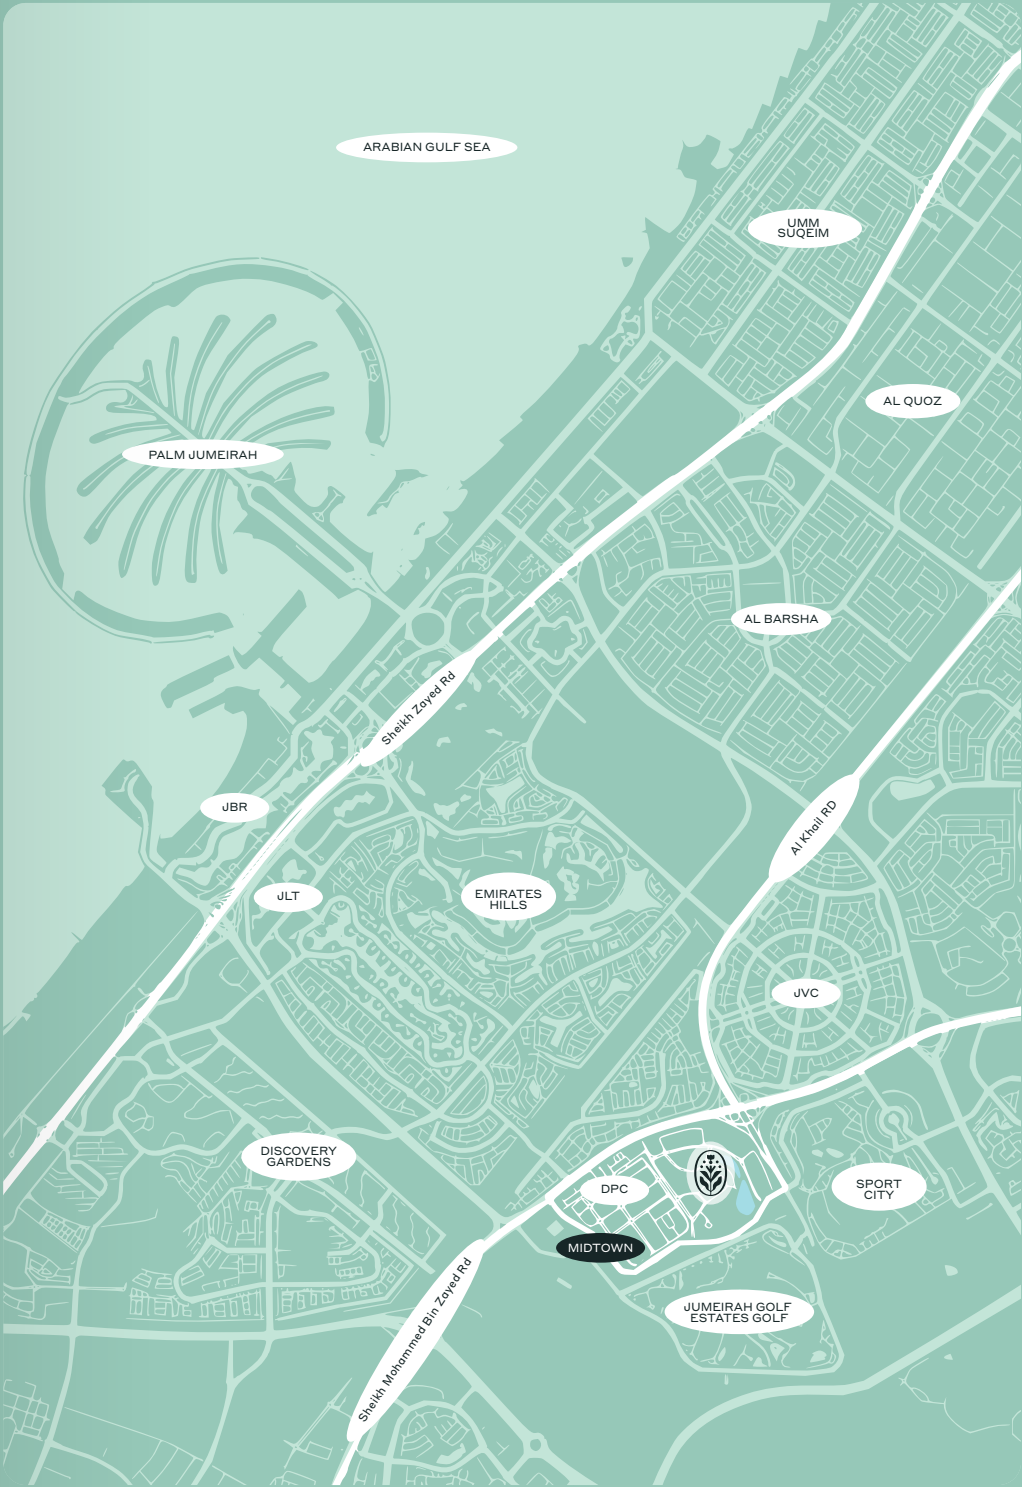 ARABIAN GULF SEA
UMM
SUQEIM
AL QUOZ
PALM JUMEIRAH
AL BARSHA
Sheikh Zayed Rd
JBR
Al Khail RD
JLT
EMIRATES
HILLS
JVC
DISCOVERY
GARDENS
DPC
SPORT
CITY
MIDTOWN
JUMEIRAH GOLF
ESTATES GOLF
Sheikh Mohammed Bin Zayed Rd